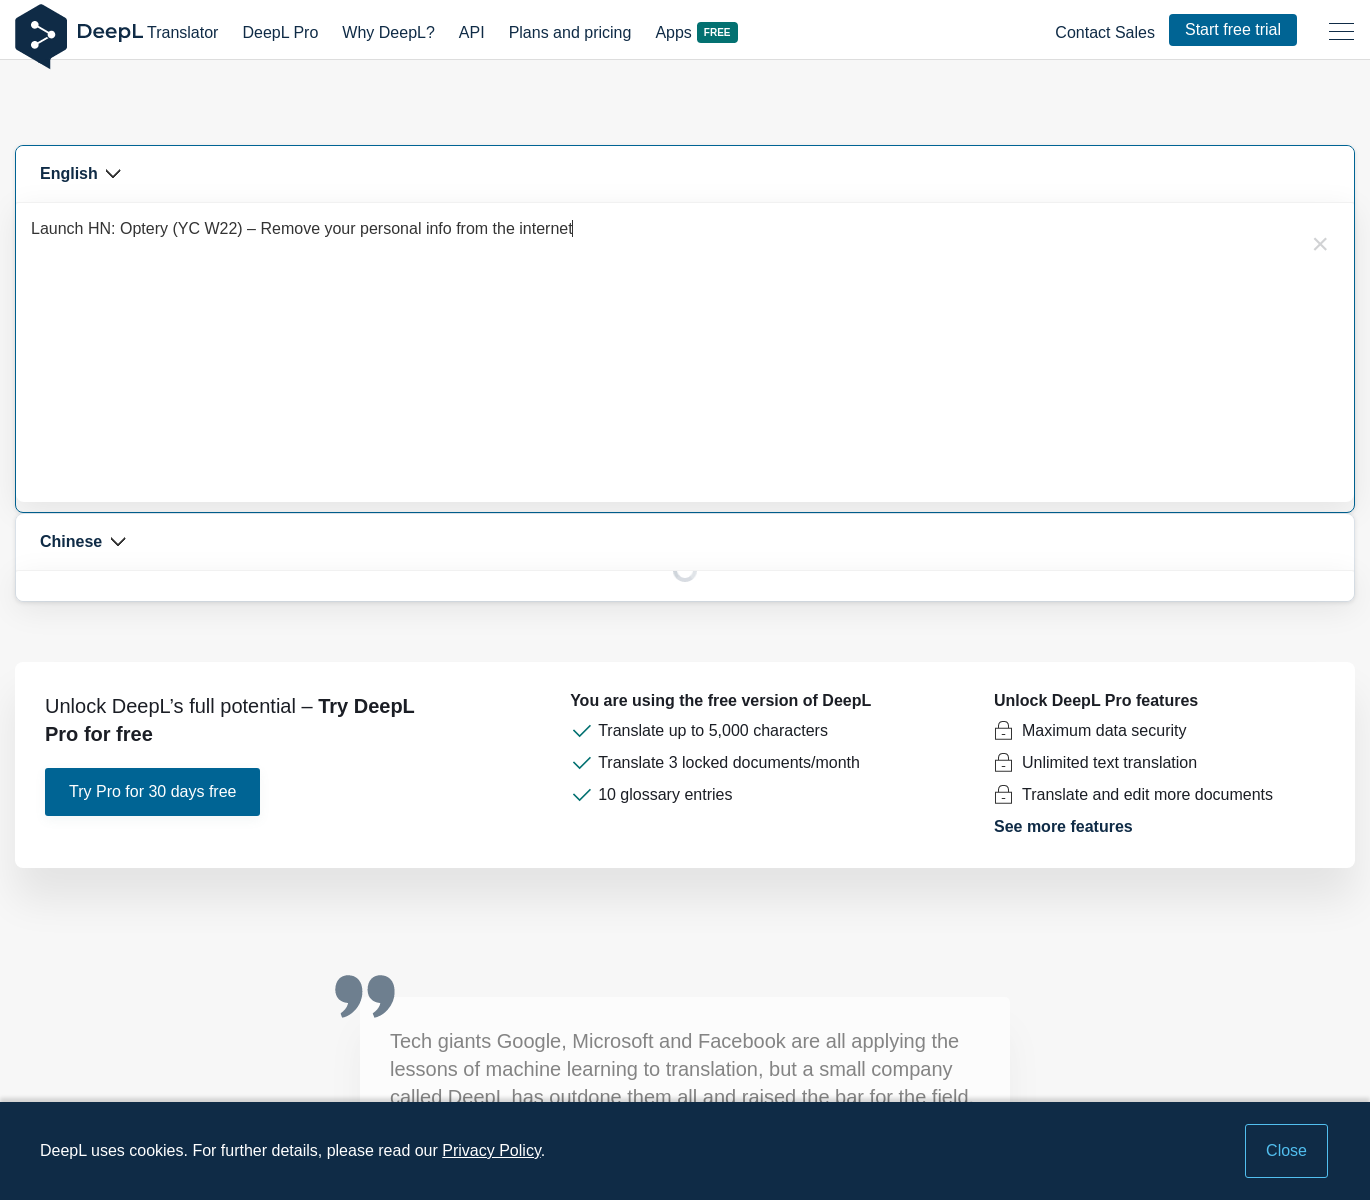 DeepL Translator DeepL Pro Why DeepL? API Plans and pricing Apps FREE Contact Sales Start free trial
English
Launch HN: Optery (YC W22) – Remove your personal info from the internet
Chinese
Unlock DeepL’s full potential – Try DeepL
Pro for free
Try Pro for 30 days free
You are using the free version of DeepL
Translate up to 5,000 characters
Translate 3 locked documents/month
10 glossary entries
Unlock DeepL Pro features
Maximum data security
Unlimited text translation
Translate and edit more documents
See more features
Tech giants Google, Microsoft and Facebook are all applying the
lessons of machine learning to translation, but a small company
called DeepL has outdone them all and raised the bar for the field.
DeepL uses cookies. For further details, please read our Privacy Policy.
Close